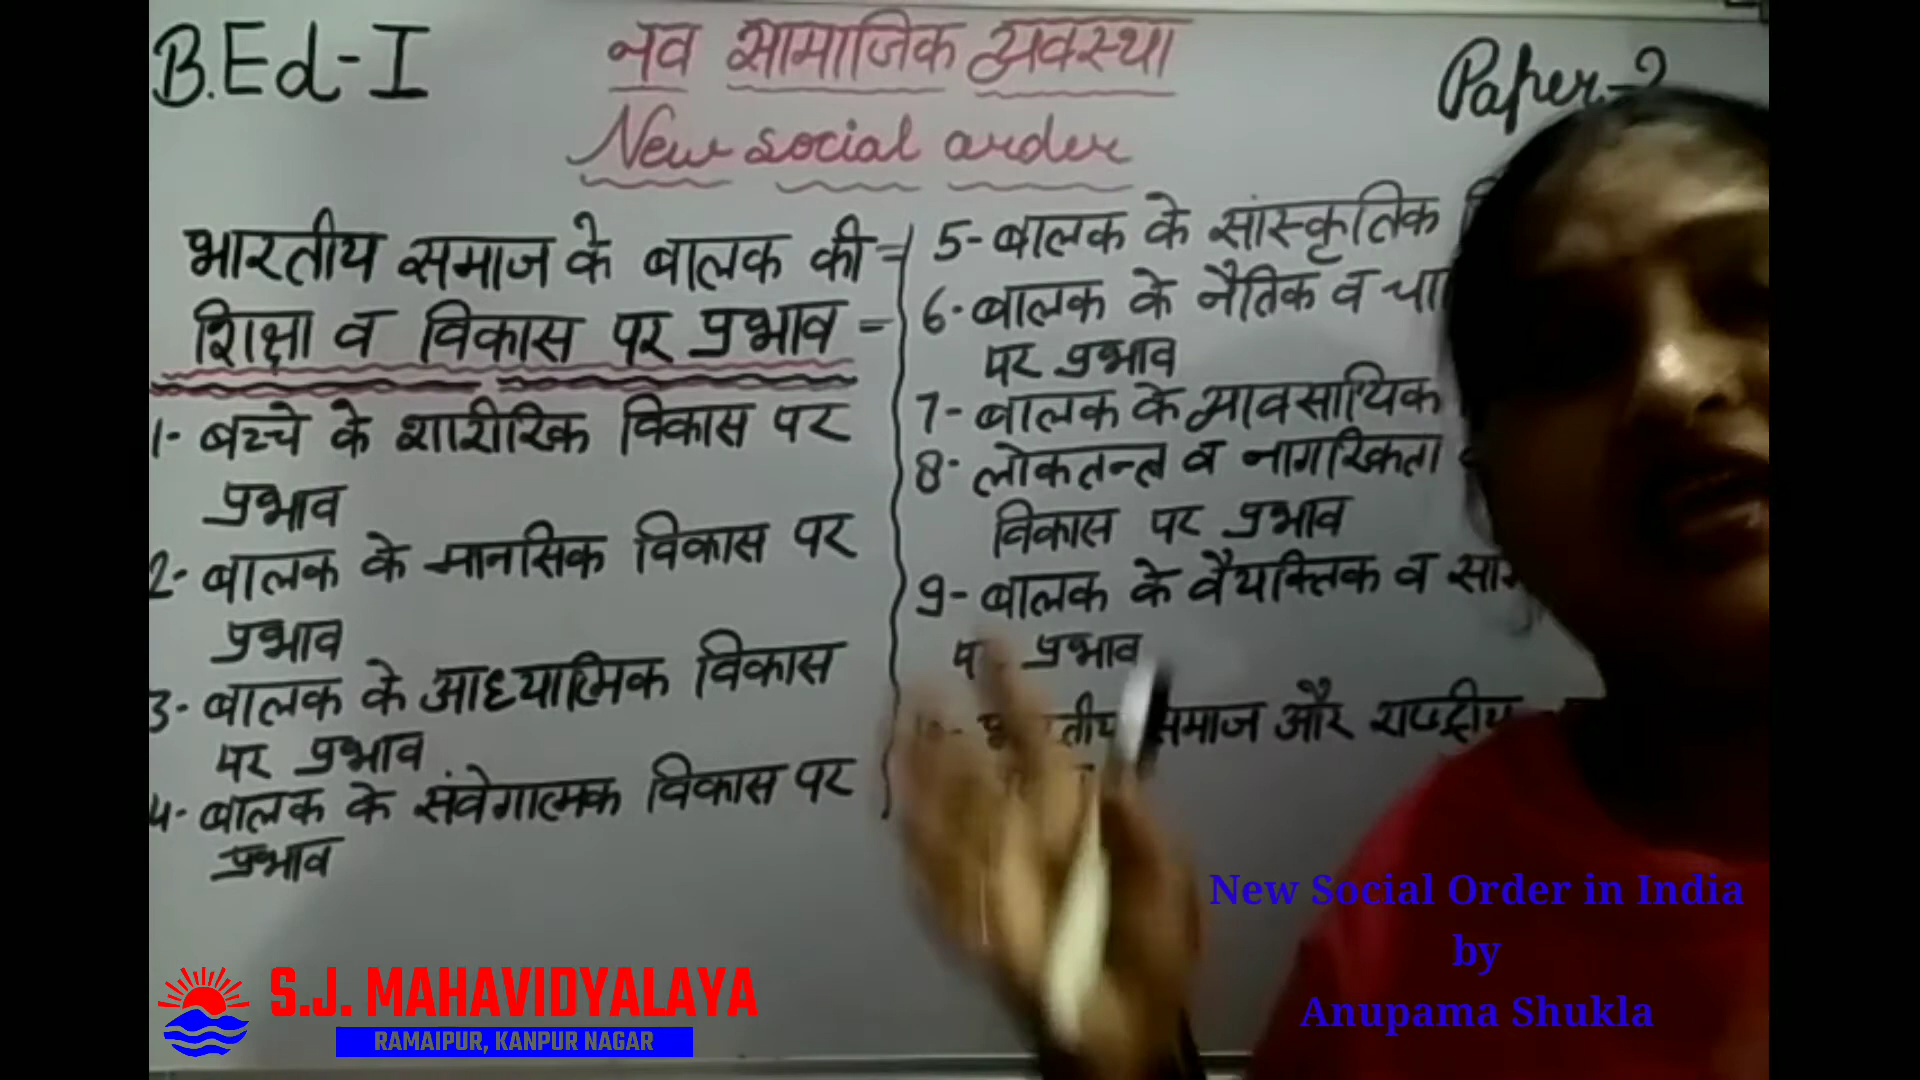 B.Ed-I
नव सामाजिक व्यवस्था
Paper-2
New social order
भारतीय समाज के बालक की
शिक्षा व विकास पर प्रभाव -
1- बच्चे के शारीरिक विकास पर
प्रभाव
2- बालक के मानसिक विकास पर
प्रभाव
3- बालक के आध्यात्मिक विकास
पर प्रभाव
4- बालक के संवेगात्मक विकास पर
प्रभाव
5- बालक के सांस्कृतिक
6- बालक के नैतिक व
पर प्रभाव
7- बालक के व्यावसायिक
8- लोकतन्त्र व नागरिकता
विकास पर प्रभाव
9- बालक के वैयक्तिक व
प्रभाव
समाज और राष्ट्रीय
New Social Order in India
by
Anupama Shukla
S.J. MAHAVIDYALAYA
RAMAIPUR, KANPUR NAGAR